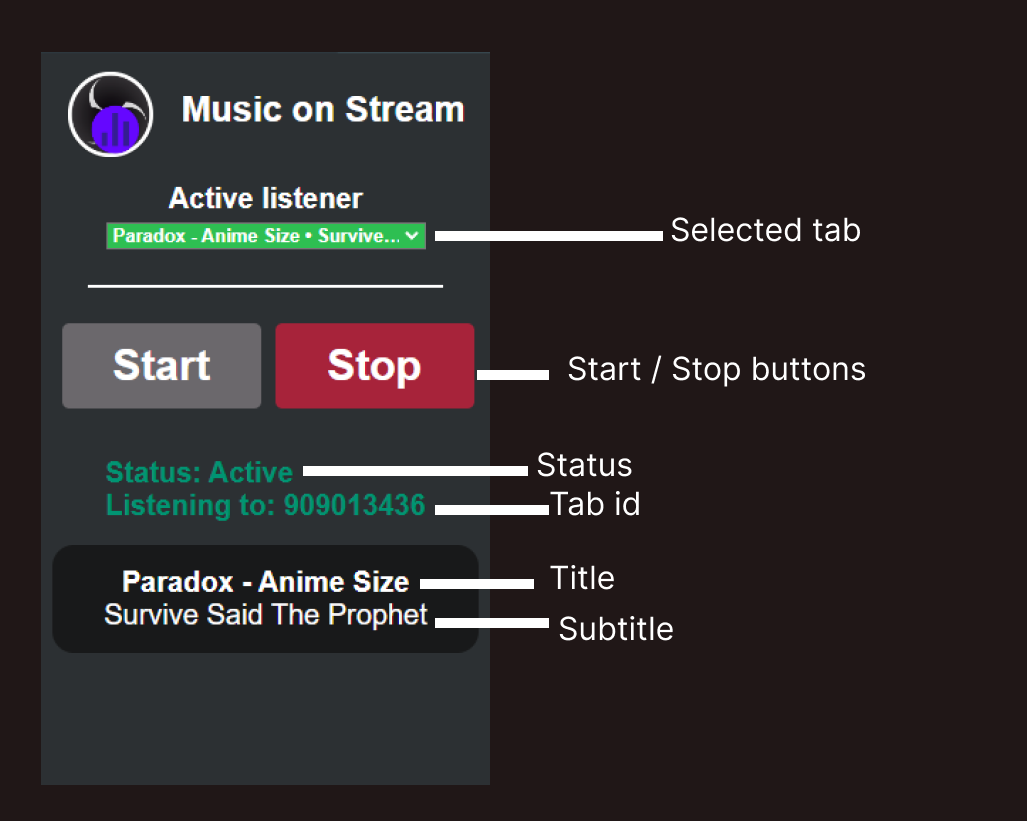 Music on Stream
Active listener
Paradox - Anime Size • Survive...
Selected tab
Start
Stop
Start / Stop buttons
Status: Active
Status
Listening to: 909013436
Tab id
Paradox - Anime Size
Title
Survive Said The Prophet
Subtitle